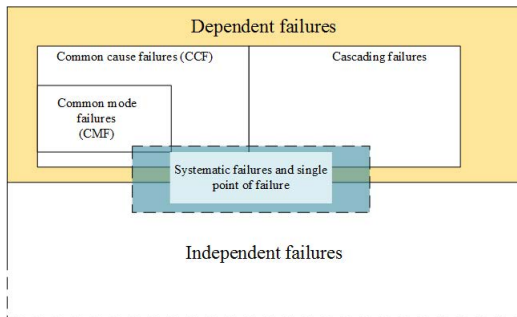 Dependent failures
Common cause failures (CCF)
Cascading failures
Common mode
failures
(CMF)
Systematic failures and single
point of failure
Independent failures